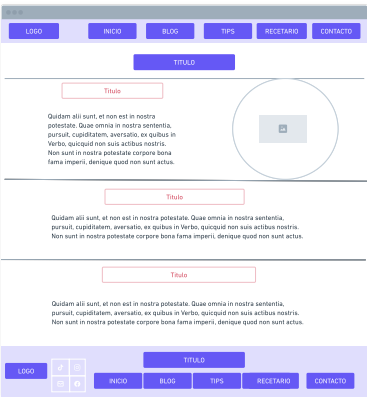 LOGO INICIO BLOG TIPS RECETARIO CONTACTO
TITULO
Titulo
Quidam alii sunt, et non est in nostra
potestate. Quae omnia in nostra sententia,
pursuit, cupiditatem, aversatio, ex quibus in
Verbo, quicquid non suis actibus nostris.
Non sunt in nostra potestate corpore bona
fama imperii, denique quod non sunt actus.
Titulo
Quidam alii sunt, et non est in nostra potestate. Quae omnia in nostra sententia,
pursuit, cupiditatem, aversatio, ex quibus in Verbo, quicquid non suis actibus nostris.
Non sunt in nostra potestate corpore bona fama imperii, denique quod non sunt actus.
Titulo
Quidam alii sunt, et non est in nostra potestate. Quae omnia in nostra sententia,
pursuit, cupiditatem, aversatio, ex quibus in Verbo, quicquid non suis actibus nostris.
Non sunt in nostra potestate corpore bona fama imperii, denique quod non sunt actus.
TITULO
LOGO
INICIO BLOG TIPS RECETARIO CONTACTO